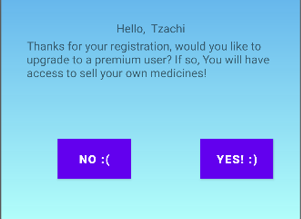 Hello, Tzachi
Thanks for your registration, would you like to
upgrade to a premium user? If so, You will have
access to sell your own medicines!
NO :( YES! :)